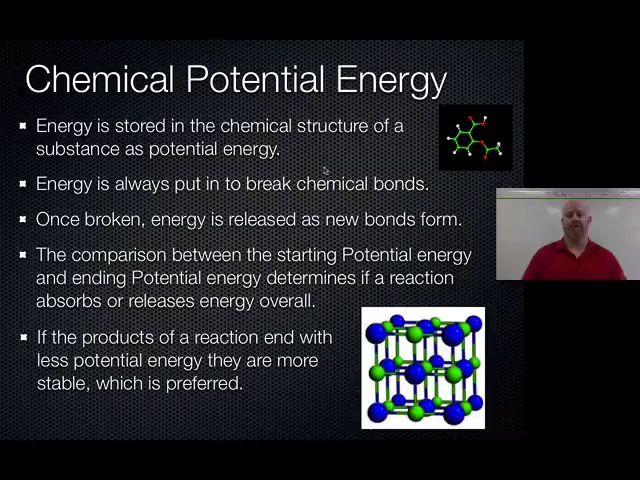 Chemical Potential Energy
Energy is stored in the chemical structure of a
substance as potential energy.
Energy is always put in to break chemical bonds.
Once broken, energy is released as new bonds form.
The comparison between the starting Potential energy
and ending Potential energy determines if a reaction
absorbs or releases energy overall.
If the products of a reaction end with
less potential energy they are more
stable, which is preferred.